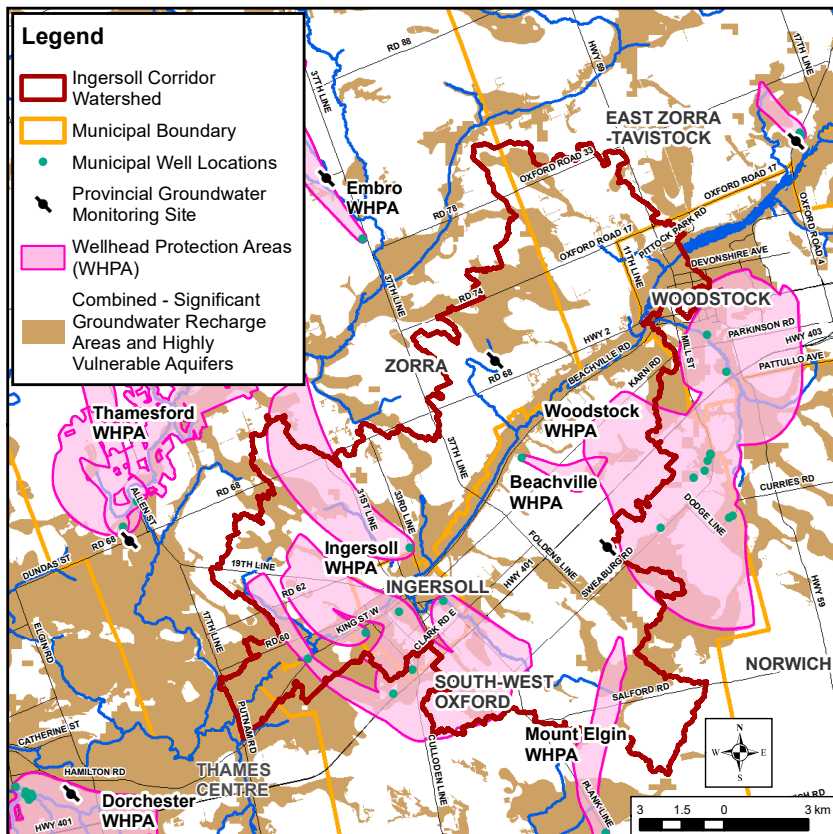 Legend
Ingersoll Corridor
Watershed
Municipal Boundary
Municipal Well Locations
Provincial Groundwater
Monitoring Site
Wellhead Protection Areas
(WHPA)
Combined - Significant
Groundwater Recharge
Areas and Highly
Vulnerable Aquifers
RD 88
HWY 59
17TH LINE
37TH LINE
EAST ZORRA
-TAVISTOCK
OXFORD ROAD 33
Embro
WHPA
RD 78
OXFORD ROAD 17
OXFORD ROAD 17
PITTOCK PARK RD
OXFORD ROAD 4
11TH LINE
DEVONSHIRE AVE
37TH LINE
RD 74
WOODSTOCK
PARKINSON RD
HWY 403
HWY 2
MILL ST
PATTULLO AVE
BEACHVILLE RD
KARN RD
ZORRA
RD 68
Thamesford
WHPA
Woodstock
WHPA
37TH LINE
Beachville
WHPA
RD 68
ALLEN ST
31ST LINE
33RD LINE
CURRIES RD
DODGE LINE
DUNDAS ST
RD 68
FOLDENS LINE
Ingersoll
WHPA
HWY 401
SWEABURG RD
19TH LINE
INGERSOLL
RD 62
HWY 59
17TH LINE
KING ST W
CLARK RD E
ELGIN RD
RD 60
NORWICH
SOUTH-WEST
OXFORD
SALFORD RD
PUTNAM RD
CATHERINE ST
Mount Elgin
WHPA
N
W
E
S
CULLODEN LINE
THAMES
CENTRE
HAMILTON RD
PLANK LINE
GH RD
Dorchester
WHPA
HWY 401
3 1.5 0 3 km